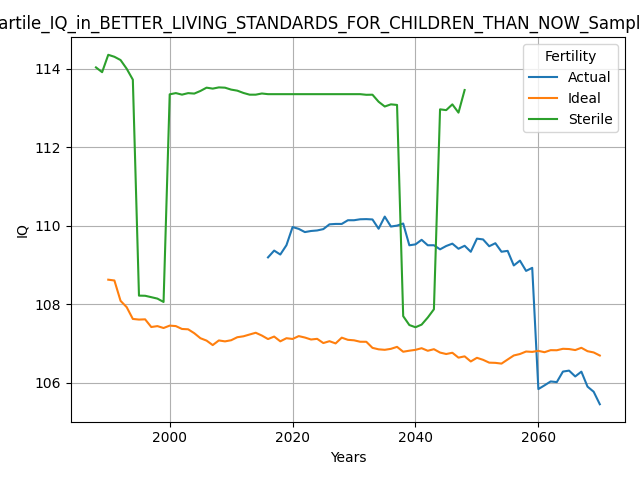 artile_IQ_in_BETTER_LIVING_STANDARDS_FOR_CHILDREN_THAN_NOW_Sampl
Fertility
Actual
Ideal
Sterile
114
112
110
108
106
IQ
2000
2020
2040
2060
Years